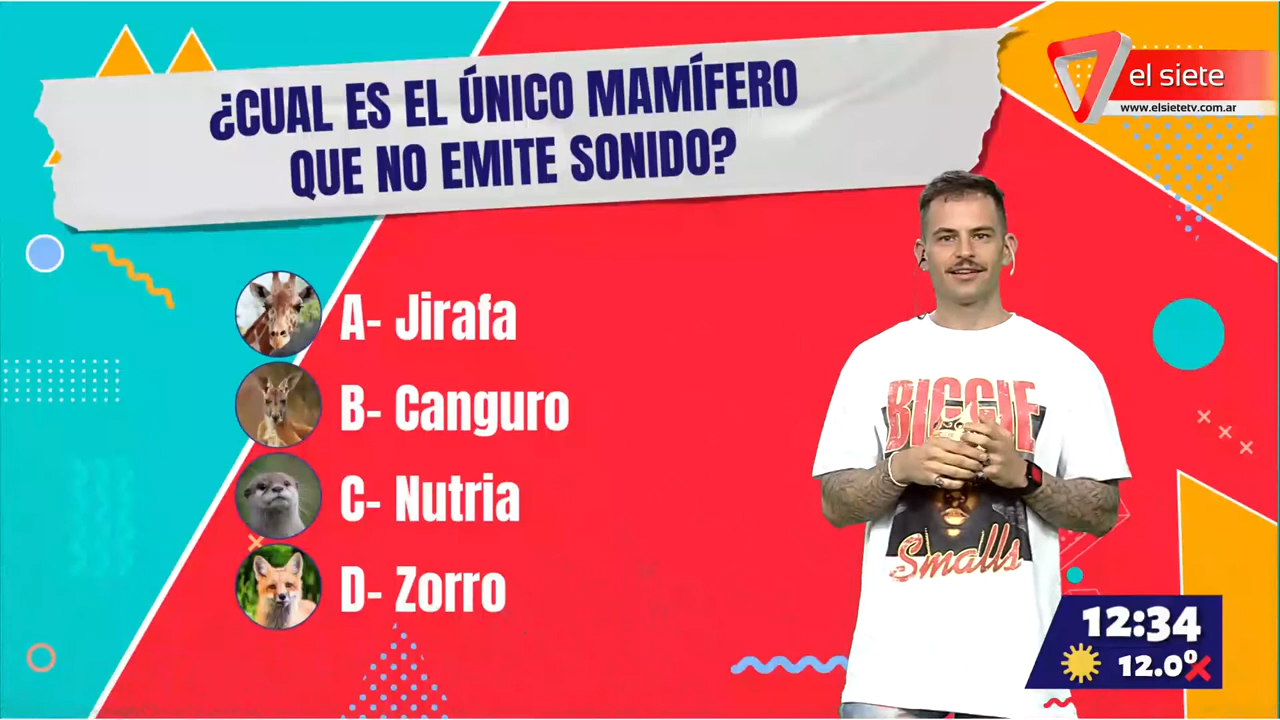 ¿CUAL ES EL ÚNICO MAMÍFERO
QUE NO EMITE SONIDO?
el siete
www.elsietetv.com.ar
A- Jirafa
B- Canguro
C- Nutria
D- Zorro
BIGGIE
Smalls
12:34
12.0º